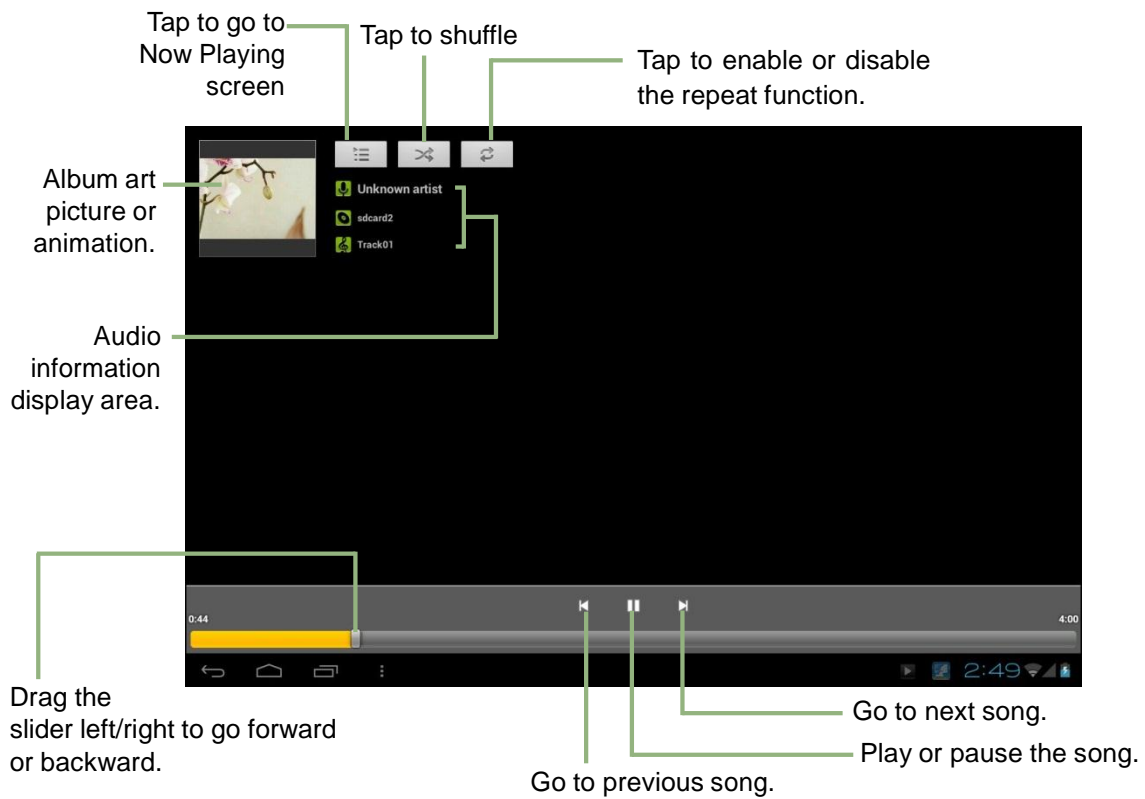 Tap to go to
Now Playing
screen
Tap to shuffle
Tap to enable or disable
the repeat function.
Album art
picture or
animation.
Unknown artist
sdcard2
Track01
Audio
information
display area.
0:44
4:00
2:49
Drag the
slider left/right to go forward
or backward.
Go to next song.
Play or pause the song.
Go to previous song.